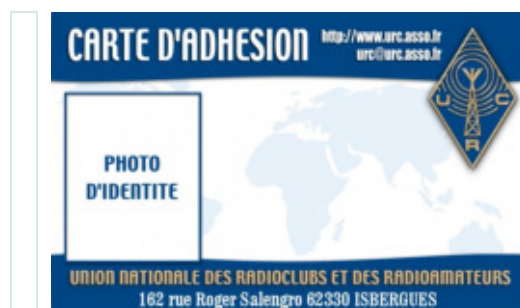 CARTE D'ADHESION
http://www.urc.asso.fr
urc@urc.asso.fr
U C
R
PHOTO
D'IDENTITE
UNION NATIONALE DES RADIOCLUBS ET DES RADIOAMATEURS
162 rue Roger Salengro 62330 ISBERGUES